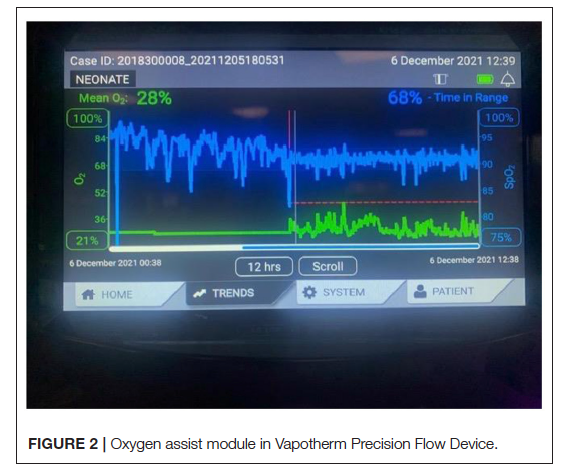 Case ID: 2018300008_20211205180531 6 December 2021 12:39
NEONATE
Mean O₂: 28% 68% - Time in Range
100% 100%
84 95
68 90
O₂ SpO₂
52 85
36 80
21% 75%
6 December 2021 00:38 12 hrs Scroll 6 December 2021 12:38
HOME TRENDS SYSTEM PATIENT
FIGURE 2 | Oxygen assist module in Vapotherm Precision Flow Device.